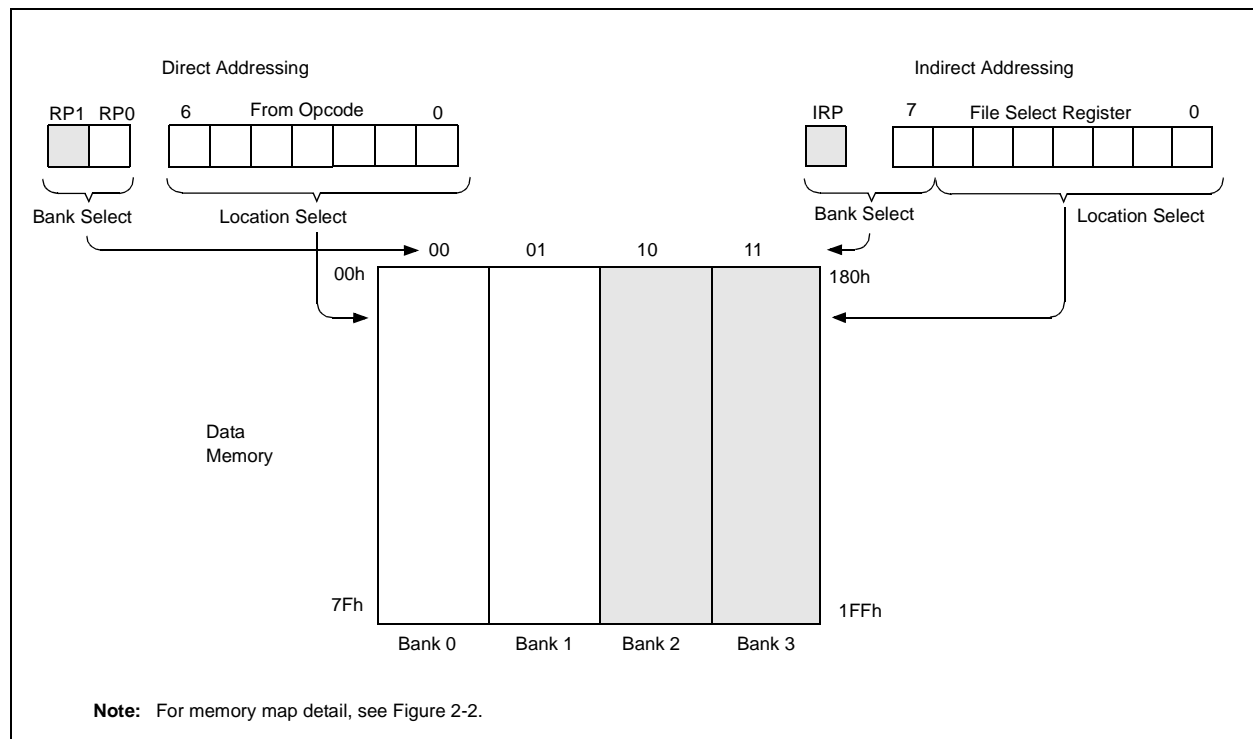 Direct Addressing
Indirect Addressing
RP1 RP0
6 From Opcode 0
IRP
7 File Select Register 0
Bank Select
Location Select
Bank Select
Location Select
00 01 10 11
00h
180h
Data
Memory
7Fh
1FFh
Bank 0 Bank 1 Bank 2 Bank 3
Note: For memory map detail, see Figure 2-2.